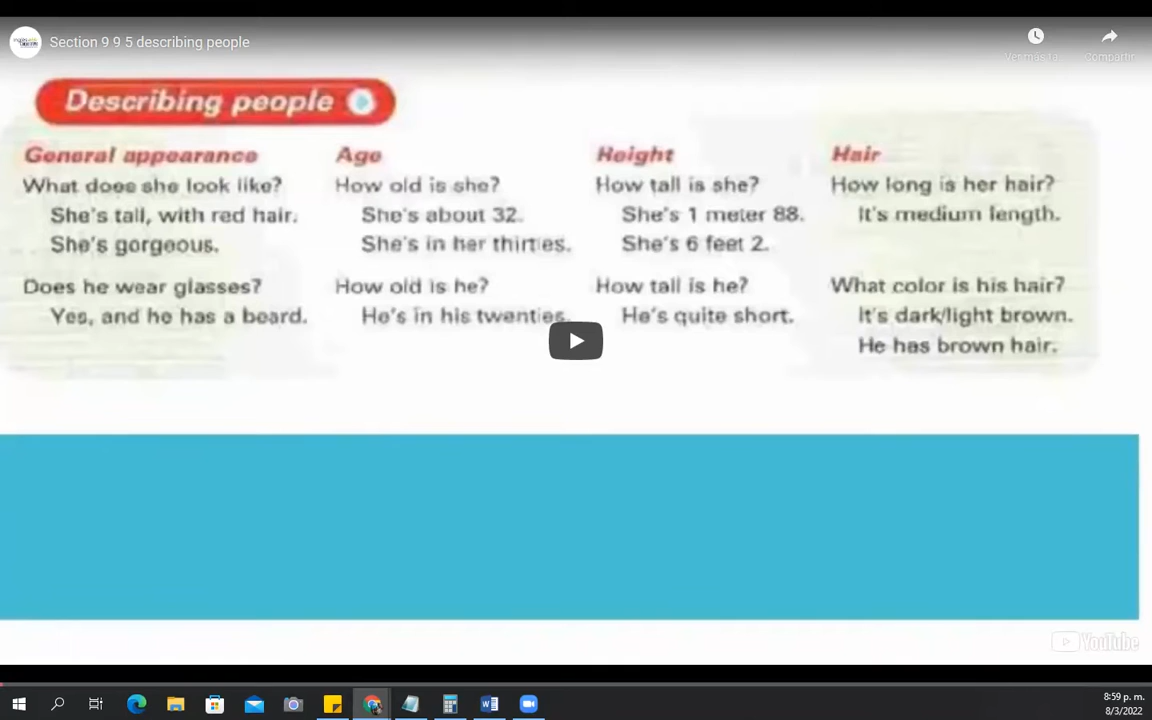 Section 9 9 5 describing people
Ver más tar
Compartir
Describing people
General appearance
What does she look like?
She's tall, with red hair.
She's gorgeous.
Does he wear glasses?
Yes, and he has a beard.
Age
How old is she?
She's about 32.
She's in her thirties.
How old is he?
He's in his twenties.
Height
How tall is she?
She's 1 meter 88.
She's 6 feet 2.
How tall is he?
He's quite short.
Hair
How long is her hair?
It's medium length.
What color is his hair?
It's dark/light brown.
He has brown hair.
YouTube
8:59 p. m.
8/3/2022